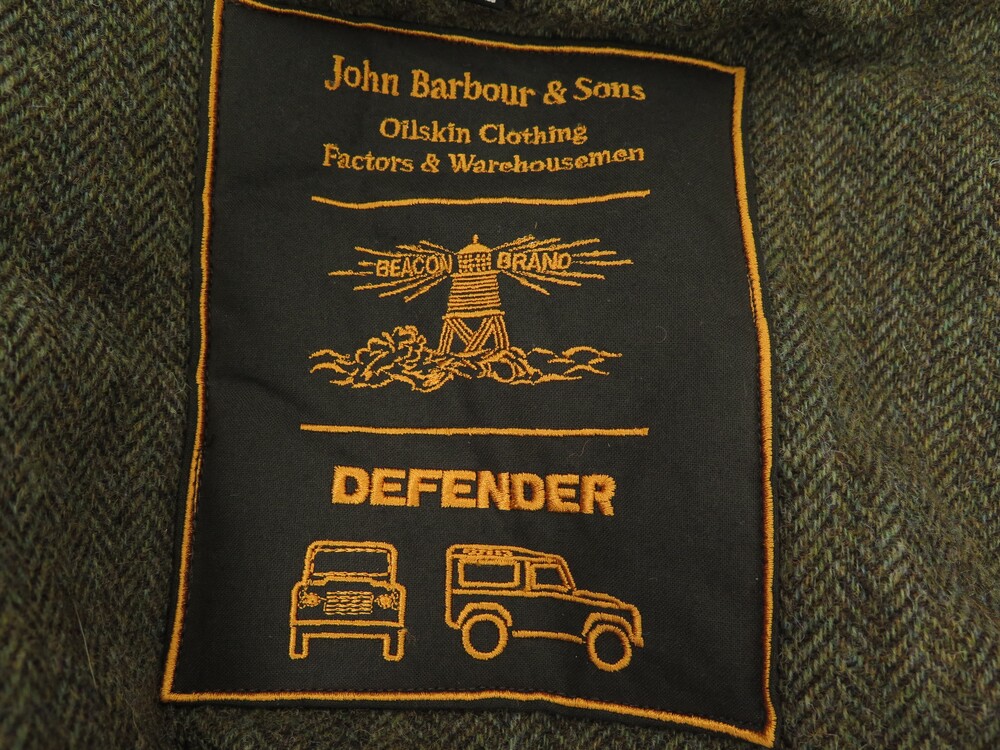 John Barbour & Sons
Oilskin Clothing
Factors & Warehousemen
BEACON BRAND
DEFENDER